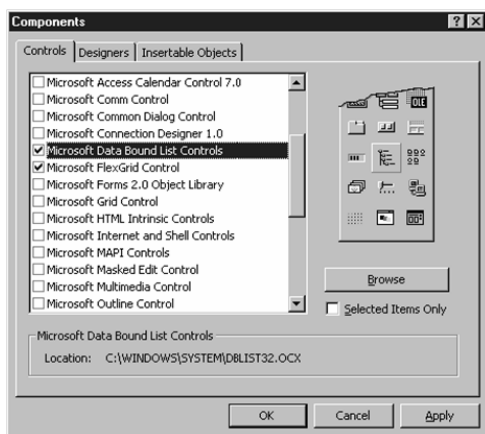 Components
Controls Designers Insertable Objects
Microsoft Access Calendar Control 7.0
Microsoft Comm Control
Microsoft Common Dialog Control
Microsoft Connection Designer 1.0
Microsoft Data Bound List Controls
Microsoft FlexGrid Control
Microsoft Forms 2.0 Object Library
Microsoft Grid Control
Microsoft HTML Intrinsic Controls
Microsoft Internet and Shell Controls
Microsoft MAPI Controls
Microsoft Masked Edit Control
Microsoft Multimedia Control
Microsoft Outline Control
OLE
Browse
Selected Items Only
Microsoft Data Bound List Controls
Location: C:\WINDOWS\SYSTEM\DBLIST32.OCX
OK Cancel Apply